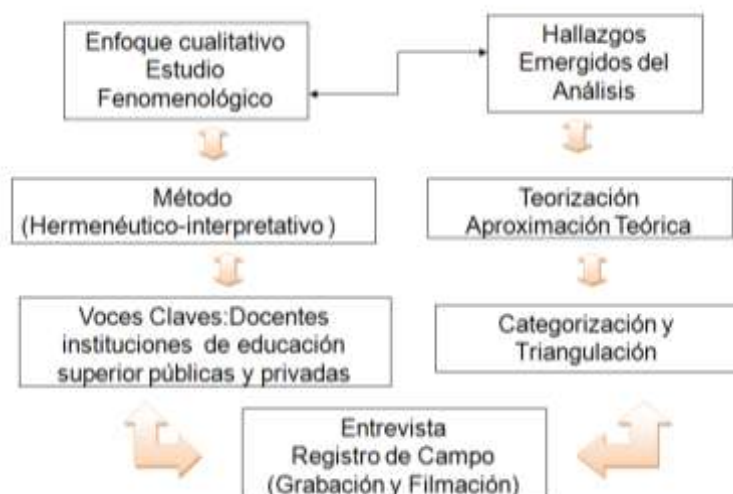 Enfoque cualitativo
Estudio
Fenomenológico
Hallazgos
Emergidos del
Análisis
Método
(Hermenéutico-interpretativo )
Teorización
Aproximación Teórica
Voces Claves:Docentes
instituciones de educación
superior públicas y privadas
Categorización y
Triangulación
Entrevista
Registro de Campo
(Grabación y Filmación)